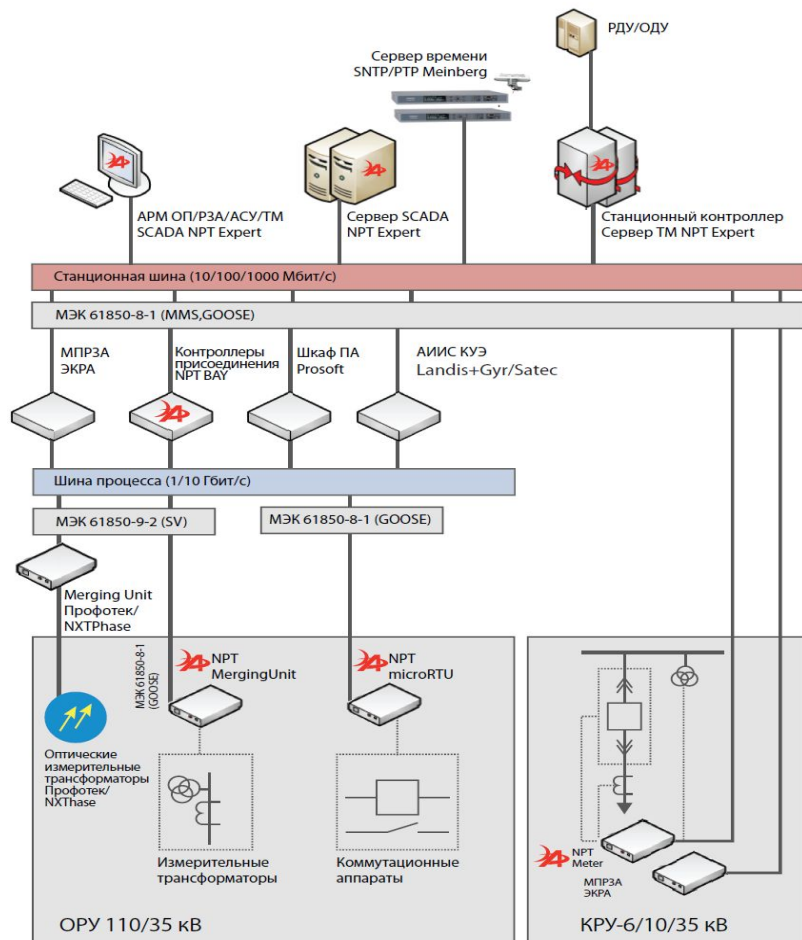 РДУ/ОДУ
Сервер времени
SNTP/PTP Meinberg
АРМ ОП/РЗА/АСУ/ТМ
SCADA NPT Expert
Сервер SCADA
NPT Expert
Станционный контроллер
Сервер ТМ NPT Expert
Станционная шина (10/100/1000 Мбит/с)
МЭК 61850-8-1 (MMS,GOOSE)
МПРЗА
ЭКРА
Контроллеры
присоединения
NPT BAY
Шкаф ПА
Prosoft
АИИС КУЭ
Landis+Gyr/Satec
Шина процесса (1/10 Гбит/с)
МЭК 61850-9-2 (SV)
МЭК 61850-8-1 (GOOSE)
Merging Unit
Профотек/
NXTPhase
МЭК 61850-8-1
(GOOSE)
NPT
MergingUnit
NPT
microRTU
Оптические
измерительные
трансформаторы
Профотек/
NXThase
Измерительные
трансформаторы
Коммутационные
аппараты
NPT
Meter
МПРЗА
ЭКРА
ОРУ 110/35 кВ
КРУ-6/10/35 кВ